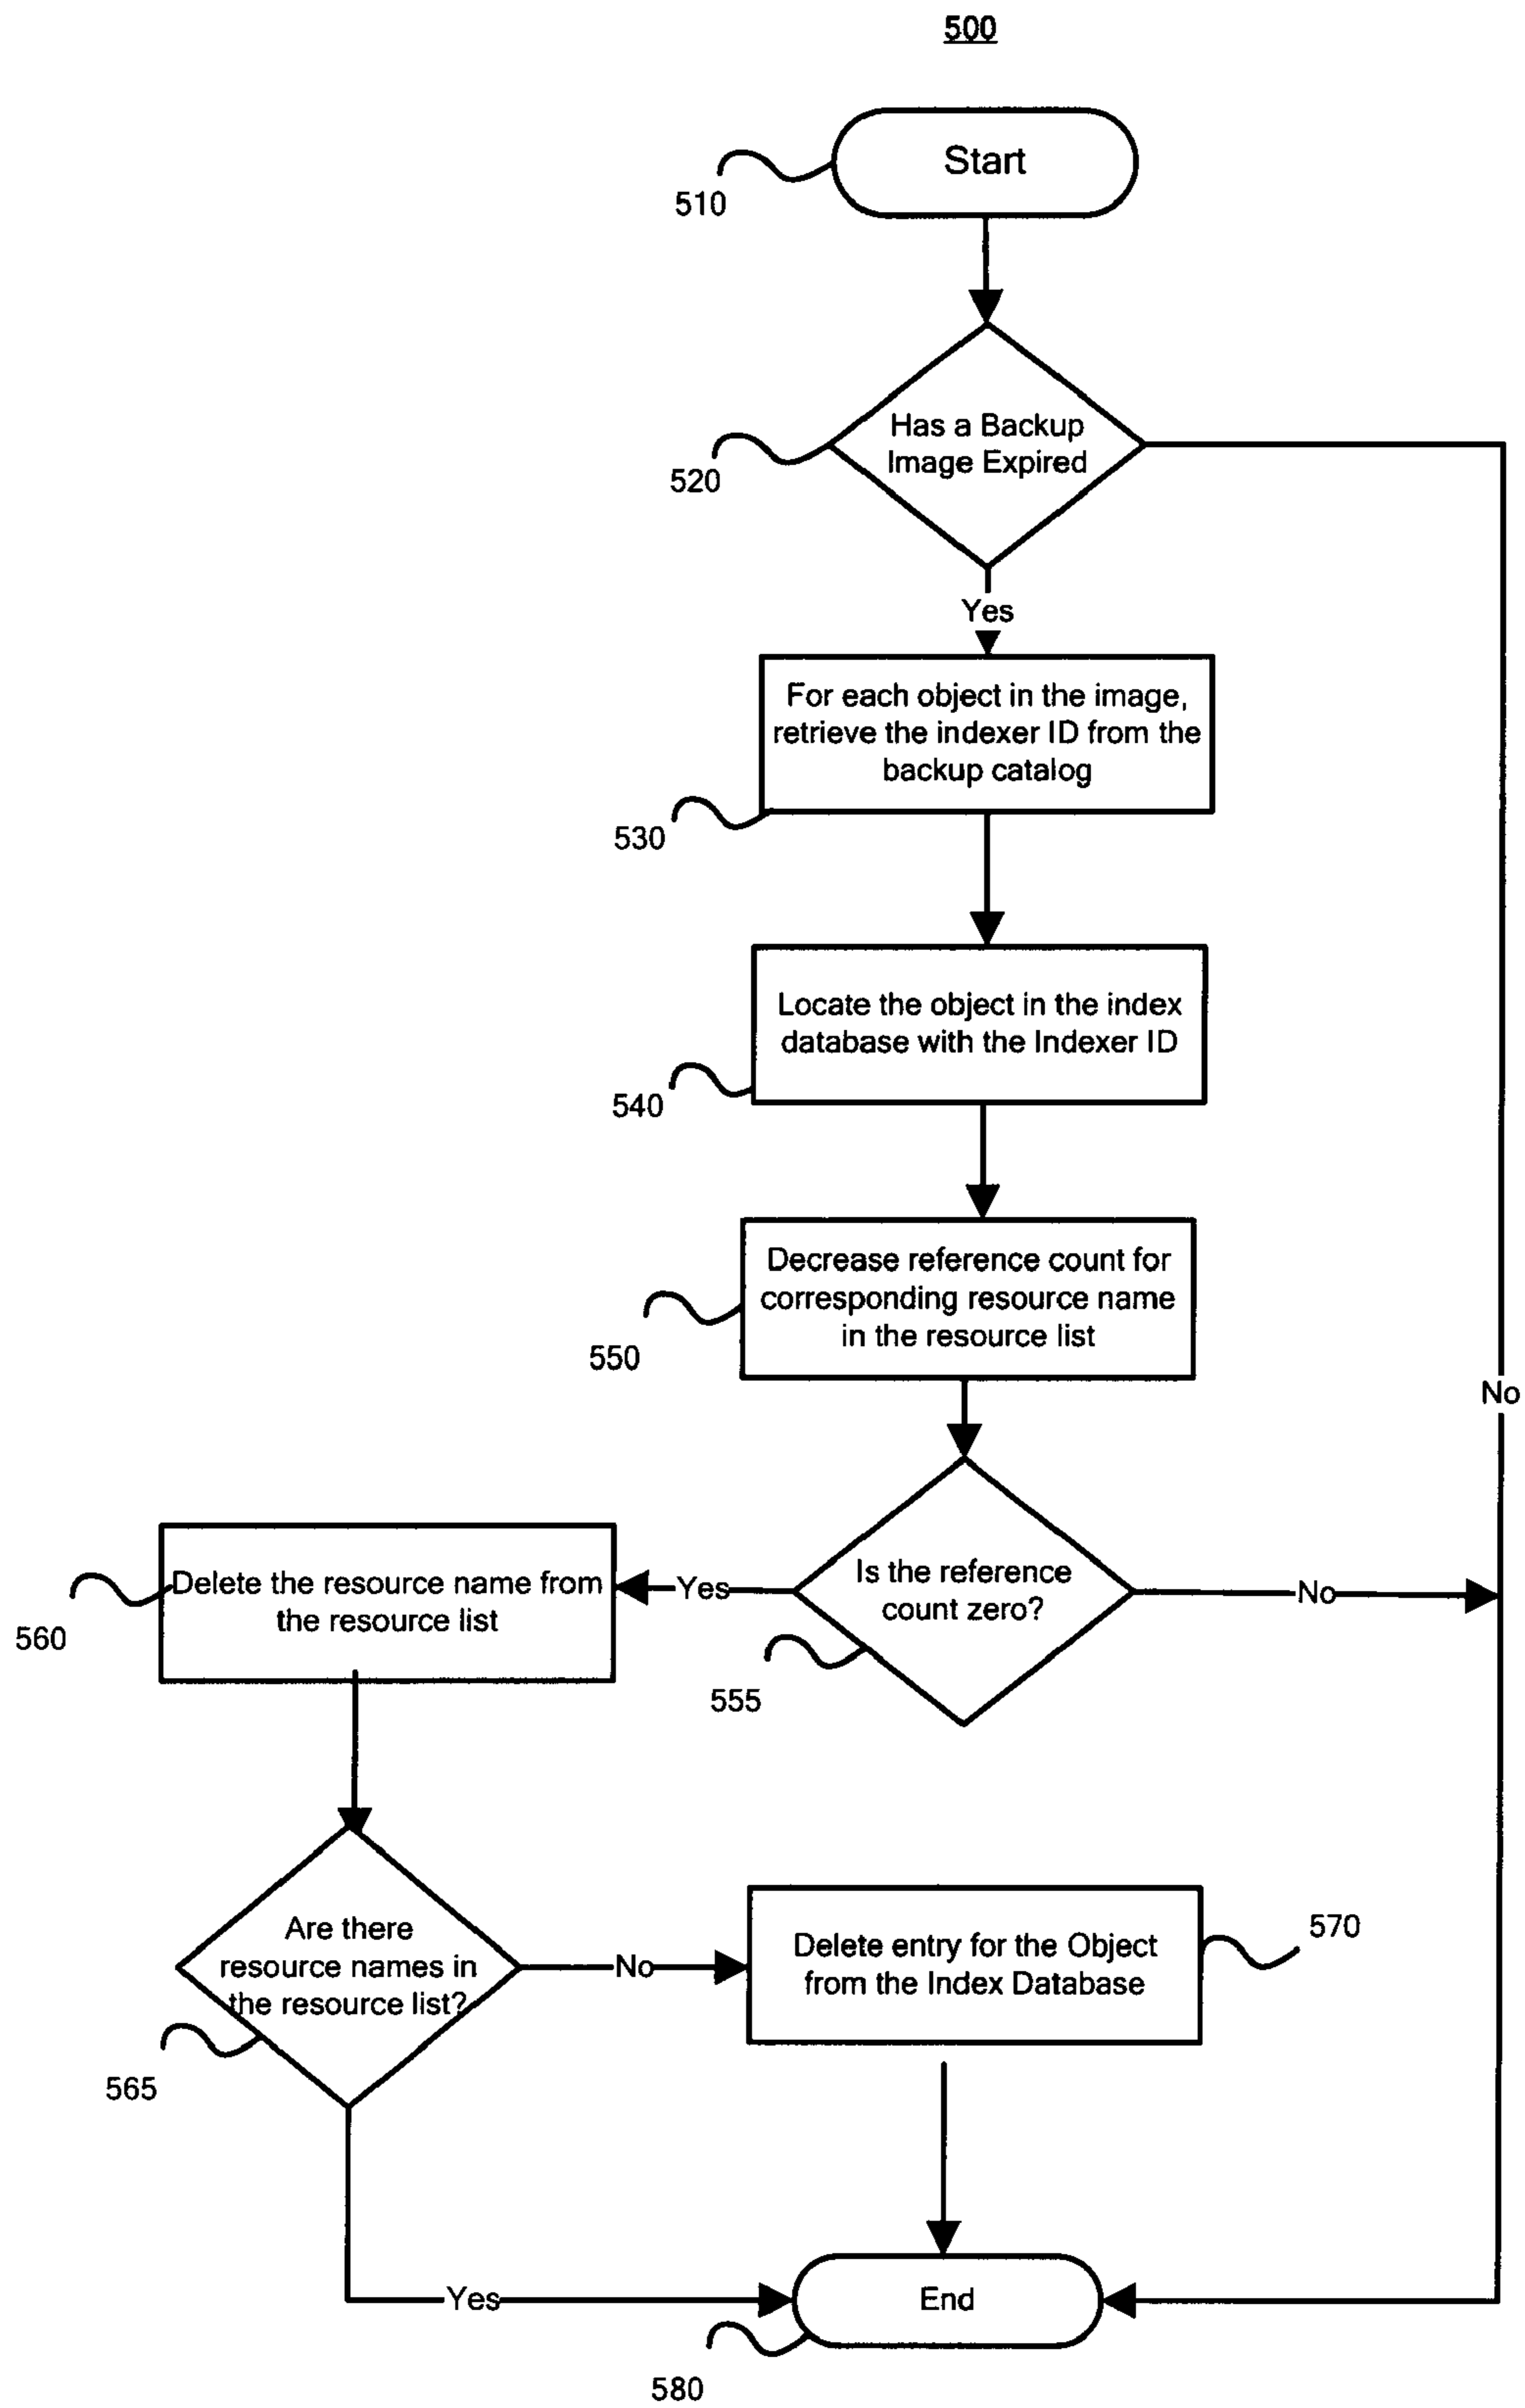 500
Start
510
Has a Backup
Image Expired
520
Yes
For each object in the image,
retrieve the indexer ID from the
backup catalog
530
Locate the object in the index
database with the Indexer ID
540
Decrease reference count for
corresponding resource name
in the resource list
550
No
Is the reference
count zero?
555
Yes
No
Delete the resource name from
the resource list
560
Are there
resource names in
the resource list?
565
No
Delete entry for the Object
from the Index Database
570
Yes
End
580